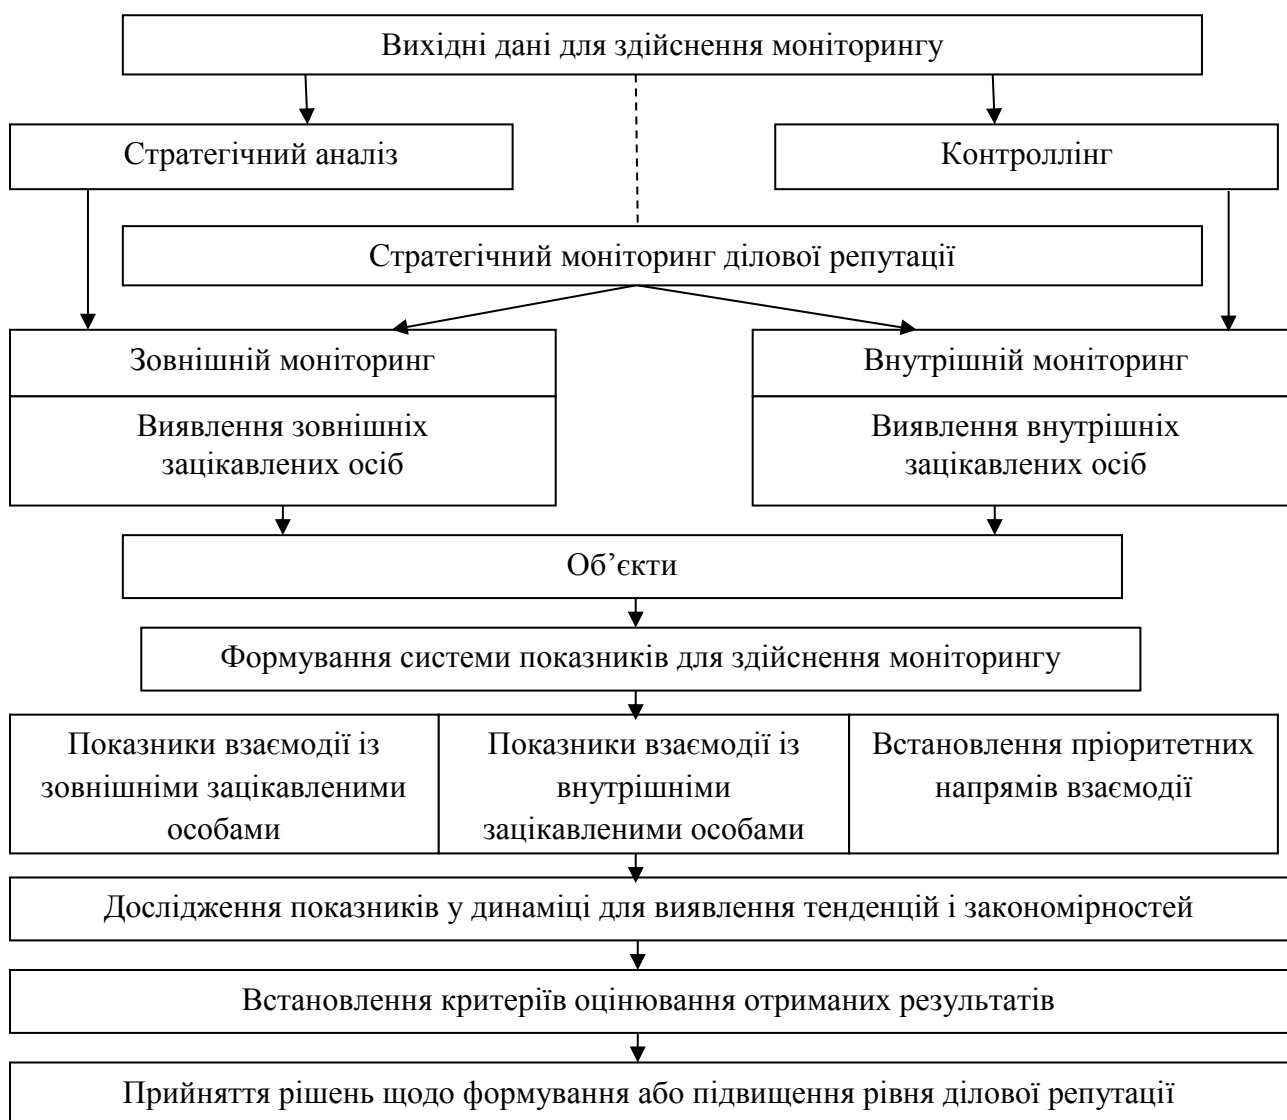 Вихідні дані для здійснення моніторингу
Стратегічний аналіз
Контроллінг
Стратегічний моніторинг ділової репутації
Зовнішній моніторинг
Внутрішній моніторинг
Виявлення зовнішніх
зацікавлених осіб
Виявлення внутрішніх
зацікавлених осіб
Об’єкти
Формування системи показників для здійснення моніторингу
Показники взаємодії із
зовнішніми зацікавленими
особами
Показники взаємодії із
внутрішніми
зацікавленими особами
Встановлення пріоритетних
напрямів взаємодії
Дослідження показників у динаміці для виявлення тенденцій і закономірностей
Встановлення критеріїв оцінювання отриманих результатів
Прийняття рішень щодо формування або підвищення рівня ділової репутації